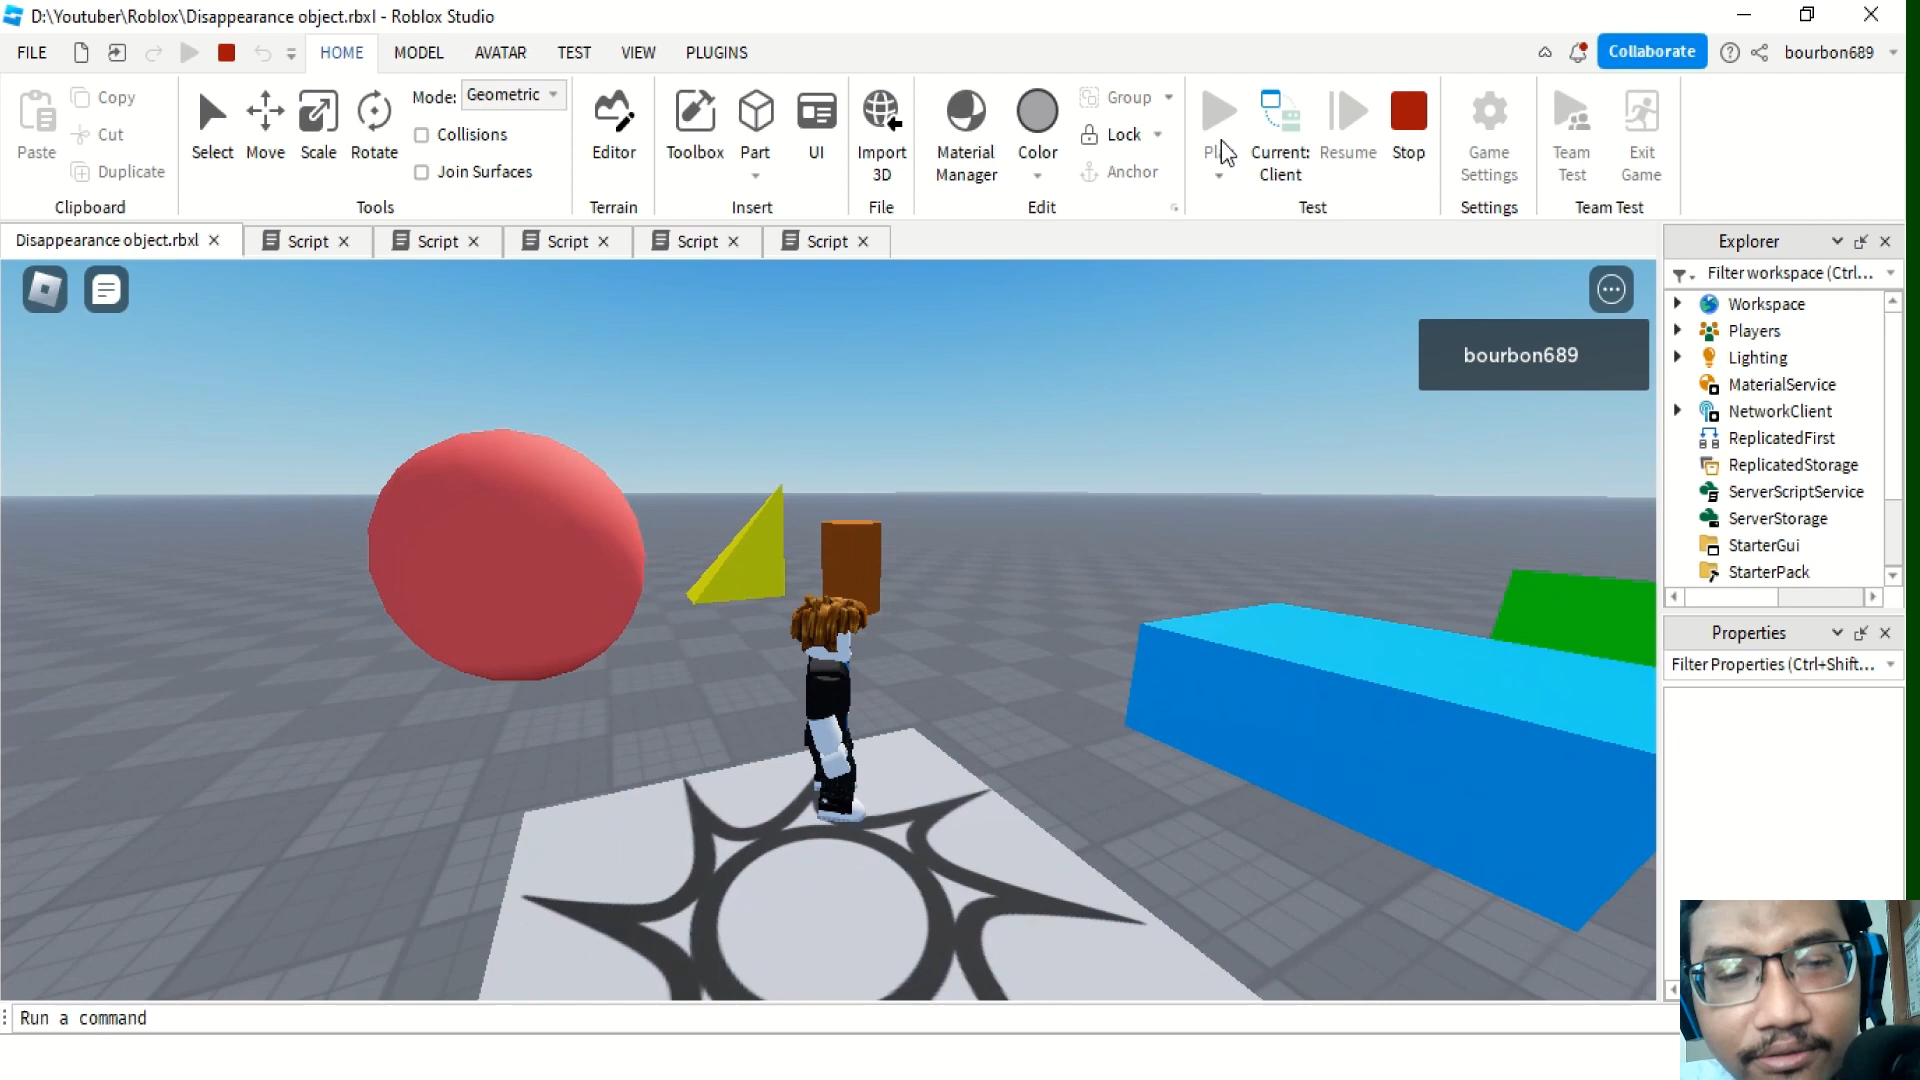 D:\Youtuber\Roblox\Disappearance object.rbxl - Roblox Studio
FILE HOME MODEL AVATAR TEST VIEW PLUGINS Collaborate bourbon689
Copy Mode: Geometric Group
Cut Collisions Lock
Paste Select Move Scale Rotate Editor Toolbox Part UI Import 3D Material Manager Color Play Current: Client Resume Stop Game Settings Team Test Exit Game
Duplicate Join Surfaces Anchor
Clipboard Tools Terrain Insert File Edit Test Settings Team Test
Disappearance object.rbxl Script Script Script Script Script
Explorer
Filter workspace (Ctrl...
Workspace
Players
Lighting
MaterialService
NetworkClient
ReplicatedFirst
ReplicatedStorage
ServerScriptService
ServerStorage
StarterGui
StarterPack
bourbon689
Properties
Filter Properties (Ctrl+Shift...
Run a command